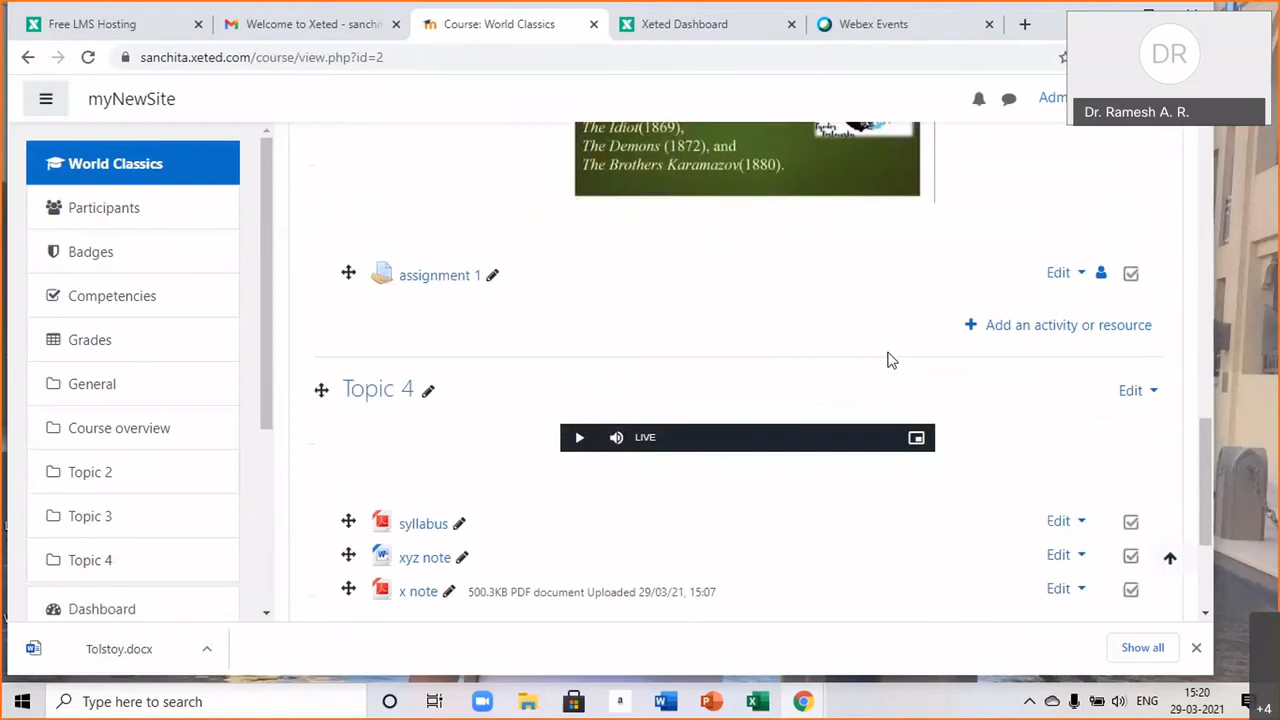 Free LMS Hosting
Welcome to Xeted - sanchit
Course: World Classics
Xeted Dashboard
Webex Events
sanchita.xeted.com/course/view.php?id=2
DR
Dr. Ramesh A. R.
myNewSite
Adm
World Classics
Participants
Badges
Competencies
Grades
General
Course overview
Topic 2
Topic 3
Topic 4
Dashboard
The Idiot(1869),
The Demons (1872), and
The Brothers Karamazov(1880).
assignment 1
Edit
Add an activity or resource
Topic 4
Edit
LIVE
syllabus
Edit
xyz note
Edit
x note
500.3KB PDF document Uploaded 29/03/21, 15:07
Edit
Tolstoy.docx
Show all
Type here to search
ENG
15:20
29-03-2021
+4